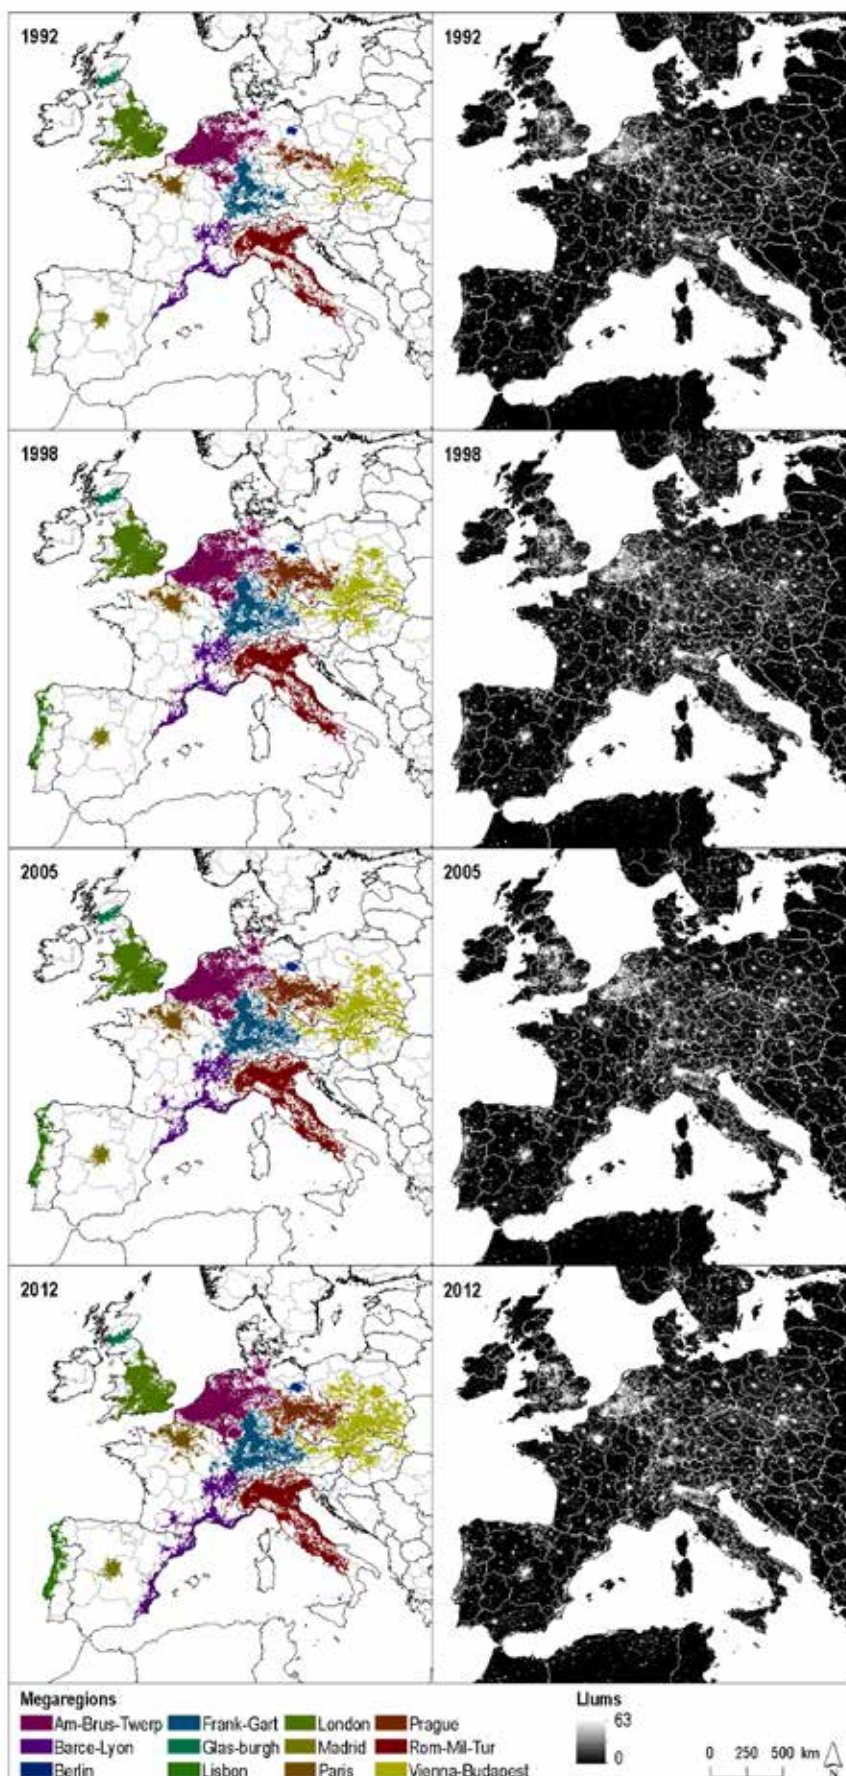 1992
1992
1998
1998
2005
2005
2012
2012
Megaregions
Am-Brus-Twerp
Frank-Gart
London
Prague
Barce-Lyon
Glas-burgh
Madrid
Rom-Mil-Tur
Berlin
Lisbon
Paris
Vienna-Budapest
Llums
63
0
0 250 500 km
N